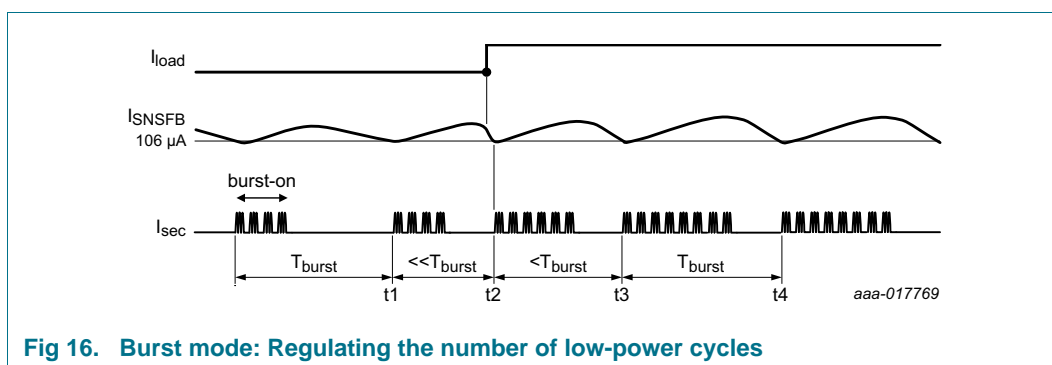 Iload
ISNSFB
106 µA
burst-on
Isec
Tburst
<<Tburst
<Tburst
Tburst
t1
t2
t3
t4
aaa-017769
Fig 16. Burst mode: Regulating the number of low-power cycles